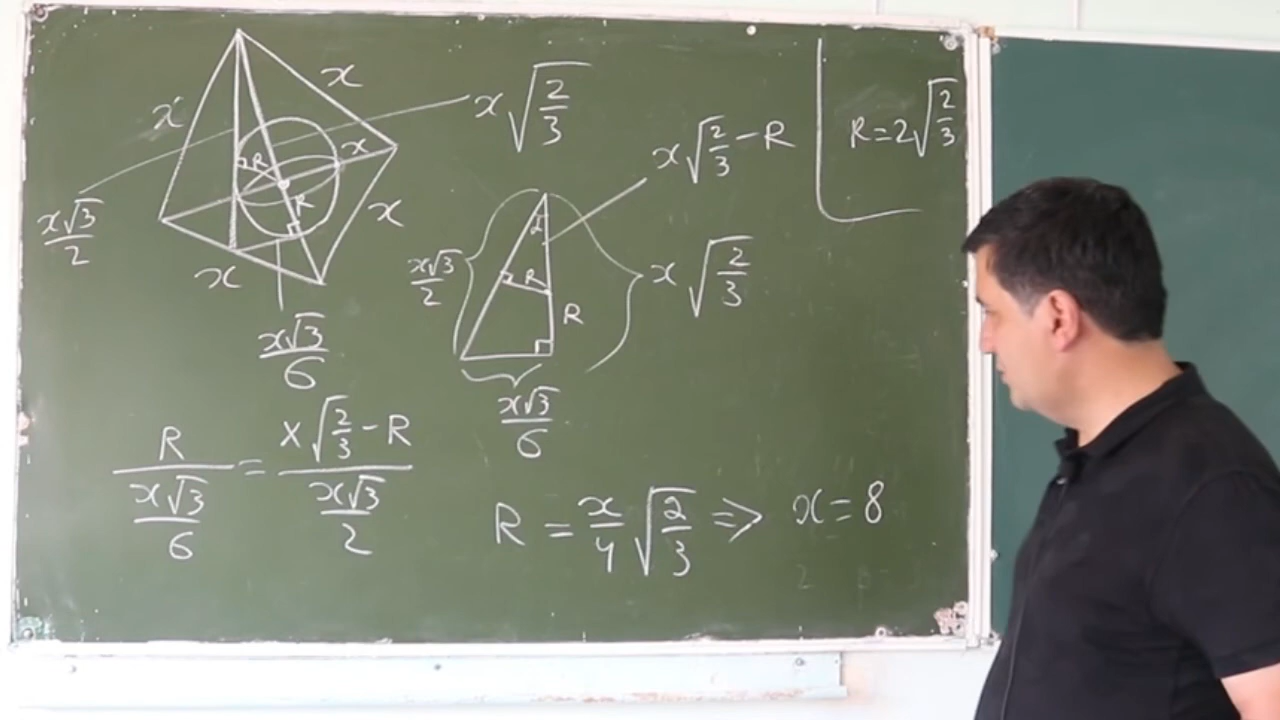 x
x
x
x
x
R
R
x√3/2
x√3/6
x√(2/3)
x√(2/3) - R
x√3/2
R
R
x√(2/3)
x√3/6
R = 2√(2/3)
R/(x√3/6) = (x√(2/3) - R)/(x√3/2)
R = x/4 √(2/3) ⇒ x = 8